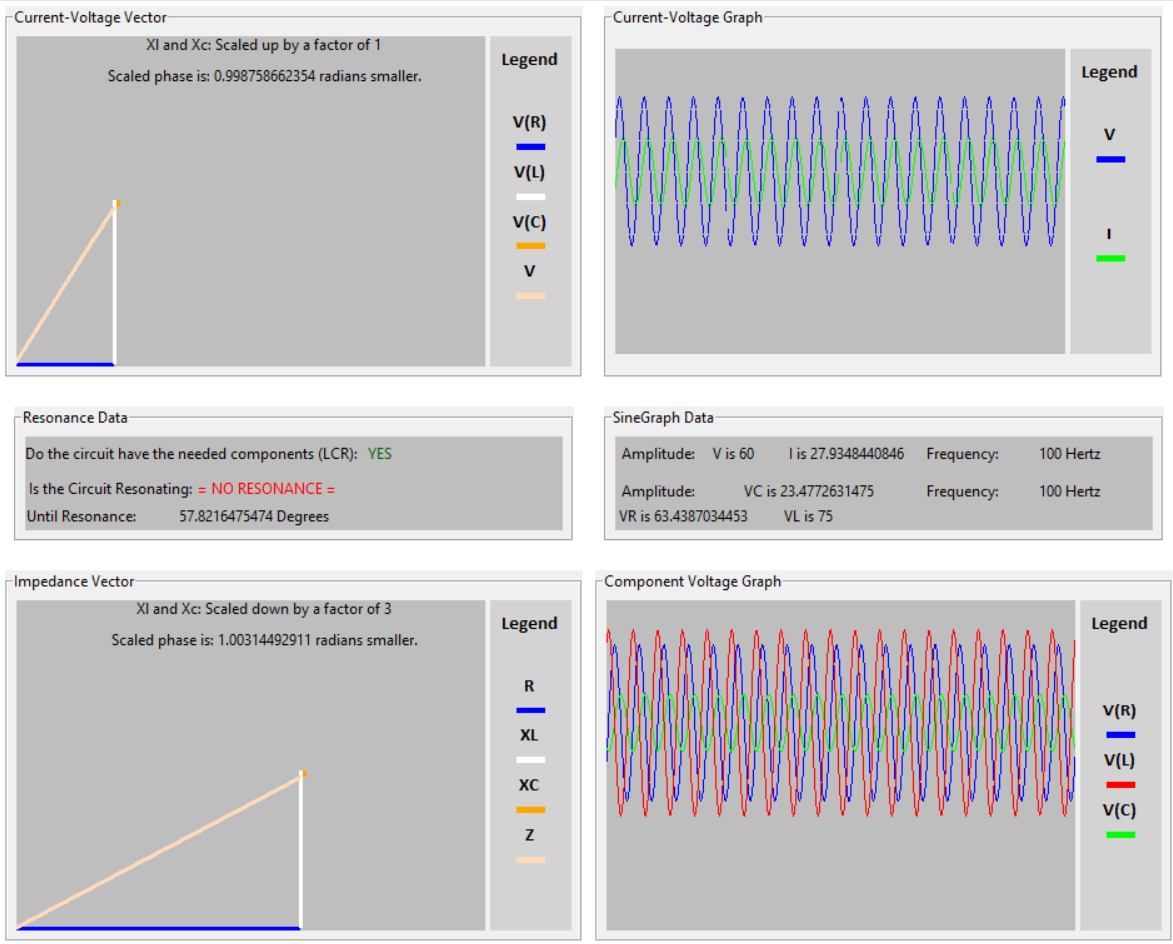 Current-Voltage Vector
Xl and Xc: Scaled up by a factor of 1
Scaled phase is: 0.998758662354 radians smaller.
Legend
V(R)
V(L)
V(C)
V
Current-Voltage Graph
Legend
V
I
Resonance Data
Do the circuit have the needed components (LCR): YES
Is the Circuit Resonating: = NO RESONANCE =
Until Resonance: 57.8216475474 Degrees
SineGraph Data
Amplitude: V is 60 I is 27.9348440846 Frequency: 100 Hertz
Amplitude: VC is 23.4772631475 Frequency: 100 Hertz
VR is 63.4387034453 VL is 75
Impedance Vector
Xl and Xc: Scaled down by a factor of 3
Scaled phase is: 1.00314492911 radians smaller.
Legend
R
XL
XC
Z
Component Voltage Graph
Legend
V(R)
V(L)
V(C)